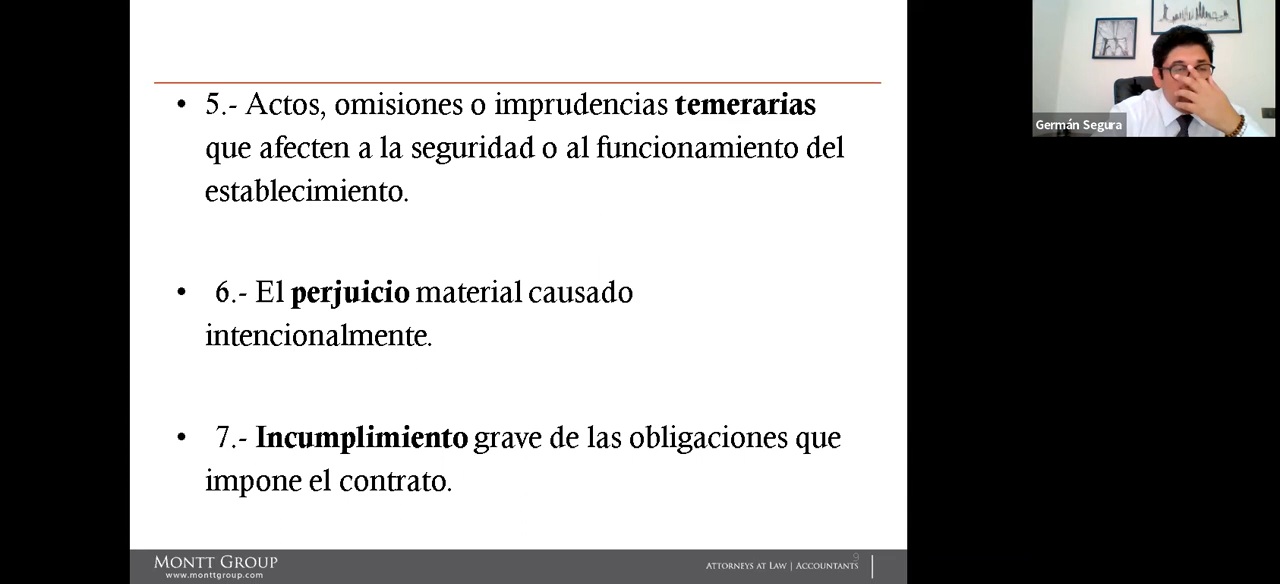 • 5.- Actos, omisiones o imprudencias temerarias
que afecten a la seguridad o al funcionamiento del
establecimiento.
• 6.- El perjuicio material causado
intencionalmente.
• 7.- Incumplimiento grave de las obligaciones que
impone el contrato.
MONTT GROUP
www.monttgroup.com
ATTORNEYS AT LAW | ACCOUNTANTS
9
Germán Segura